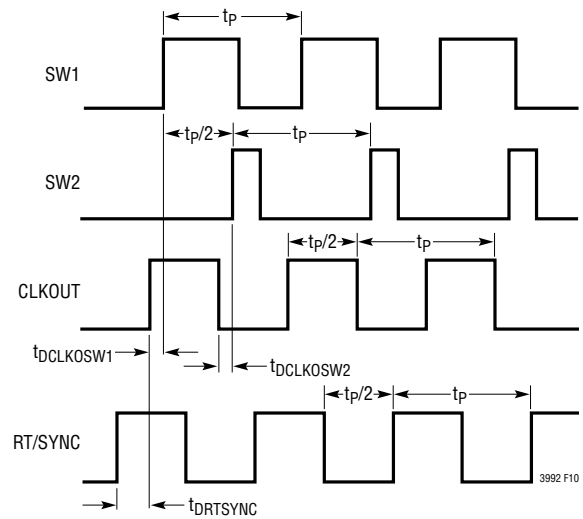 tP
SW1
tP/2
tP
SW2
tP/2
tP
CLKOUT
tDCLKOSW1
tDCLKOSW2
tP/2
tP
RT/SYNC
3992 F10
tDRTSYNC